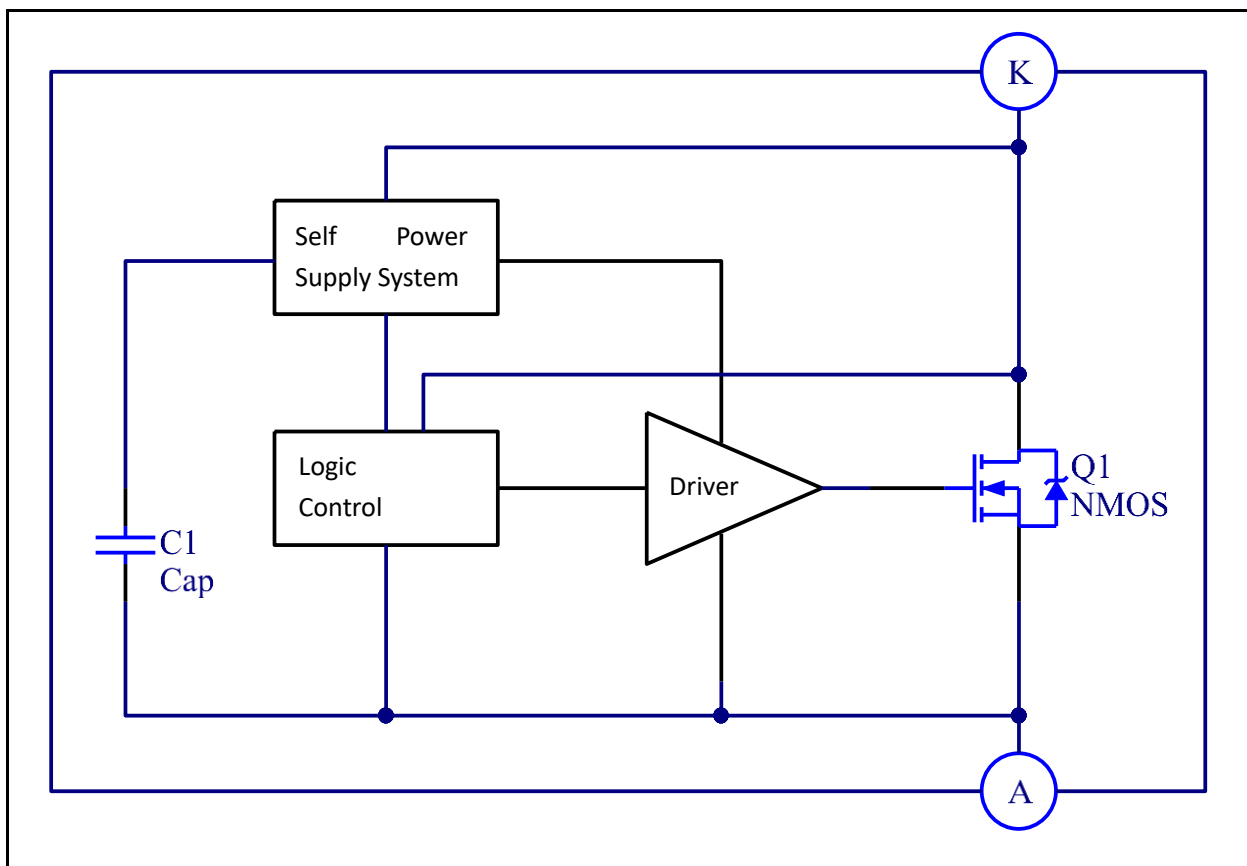 K
Self Power
Supply System
Logic
Control
Driver
Q1
NMOS
C1
Cap
A